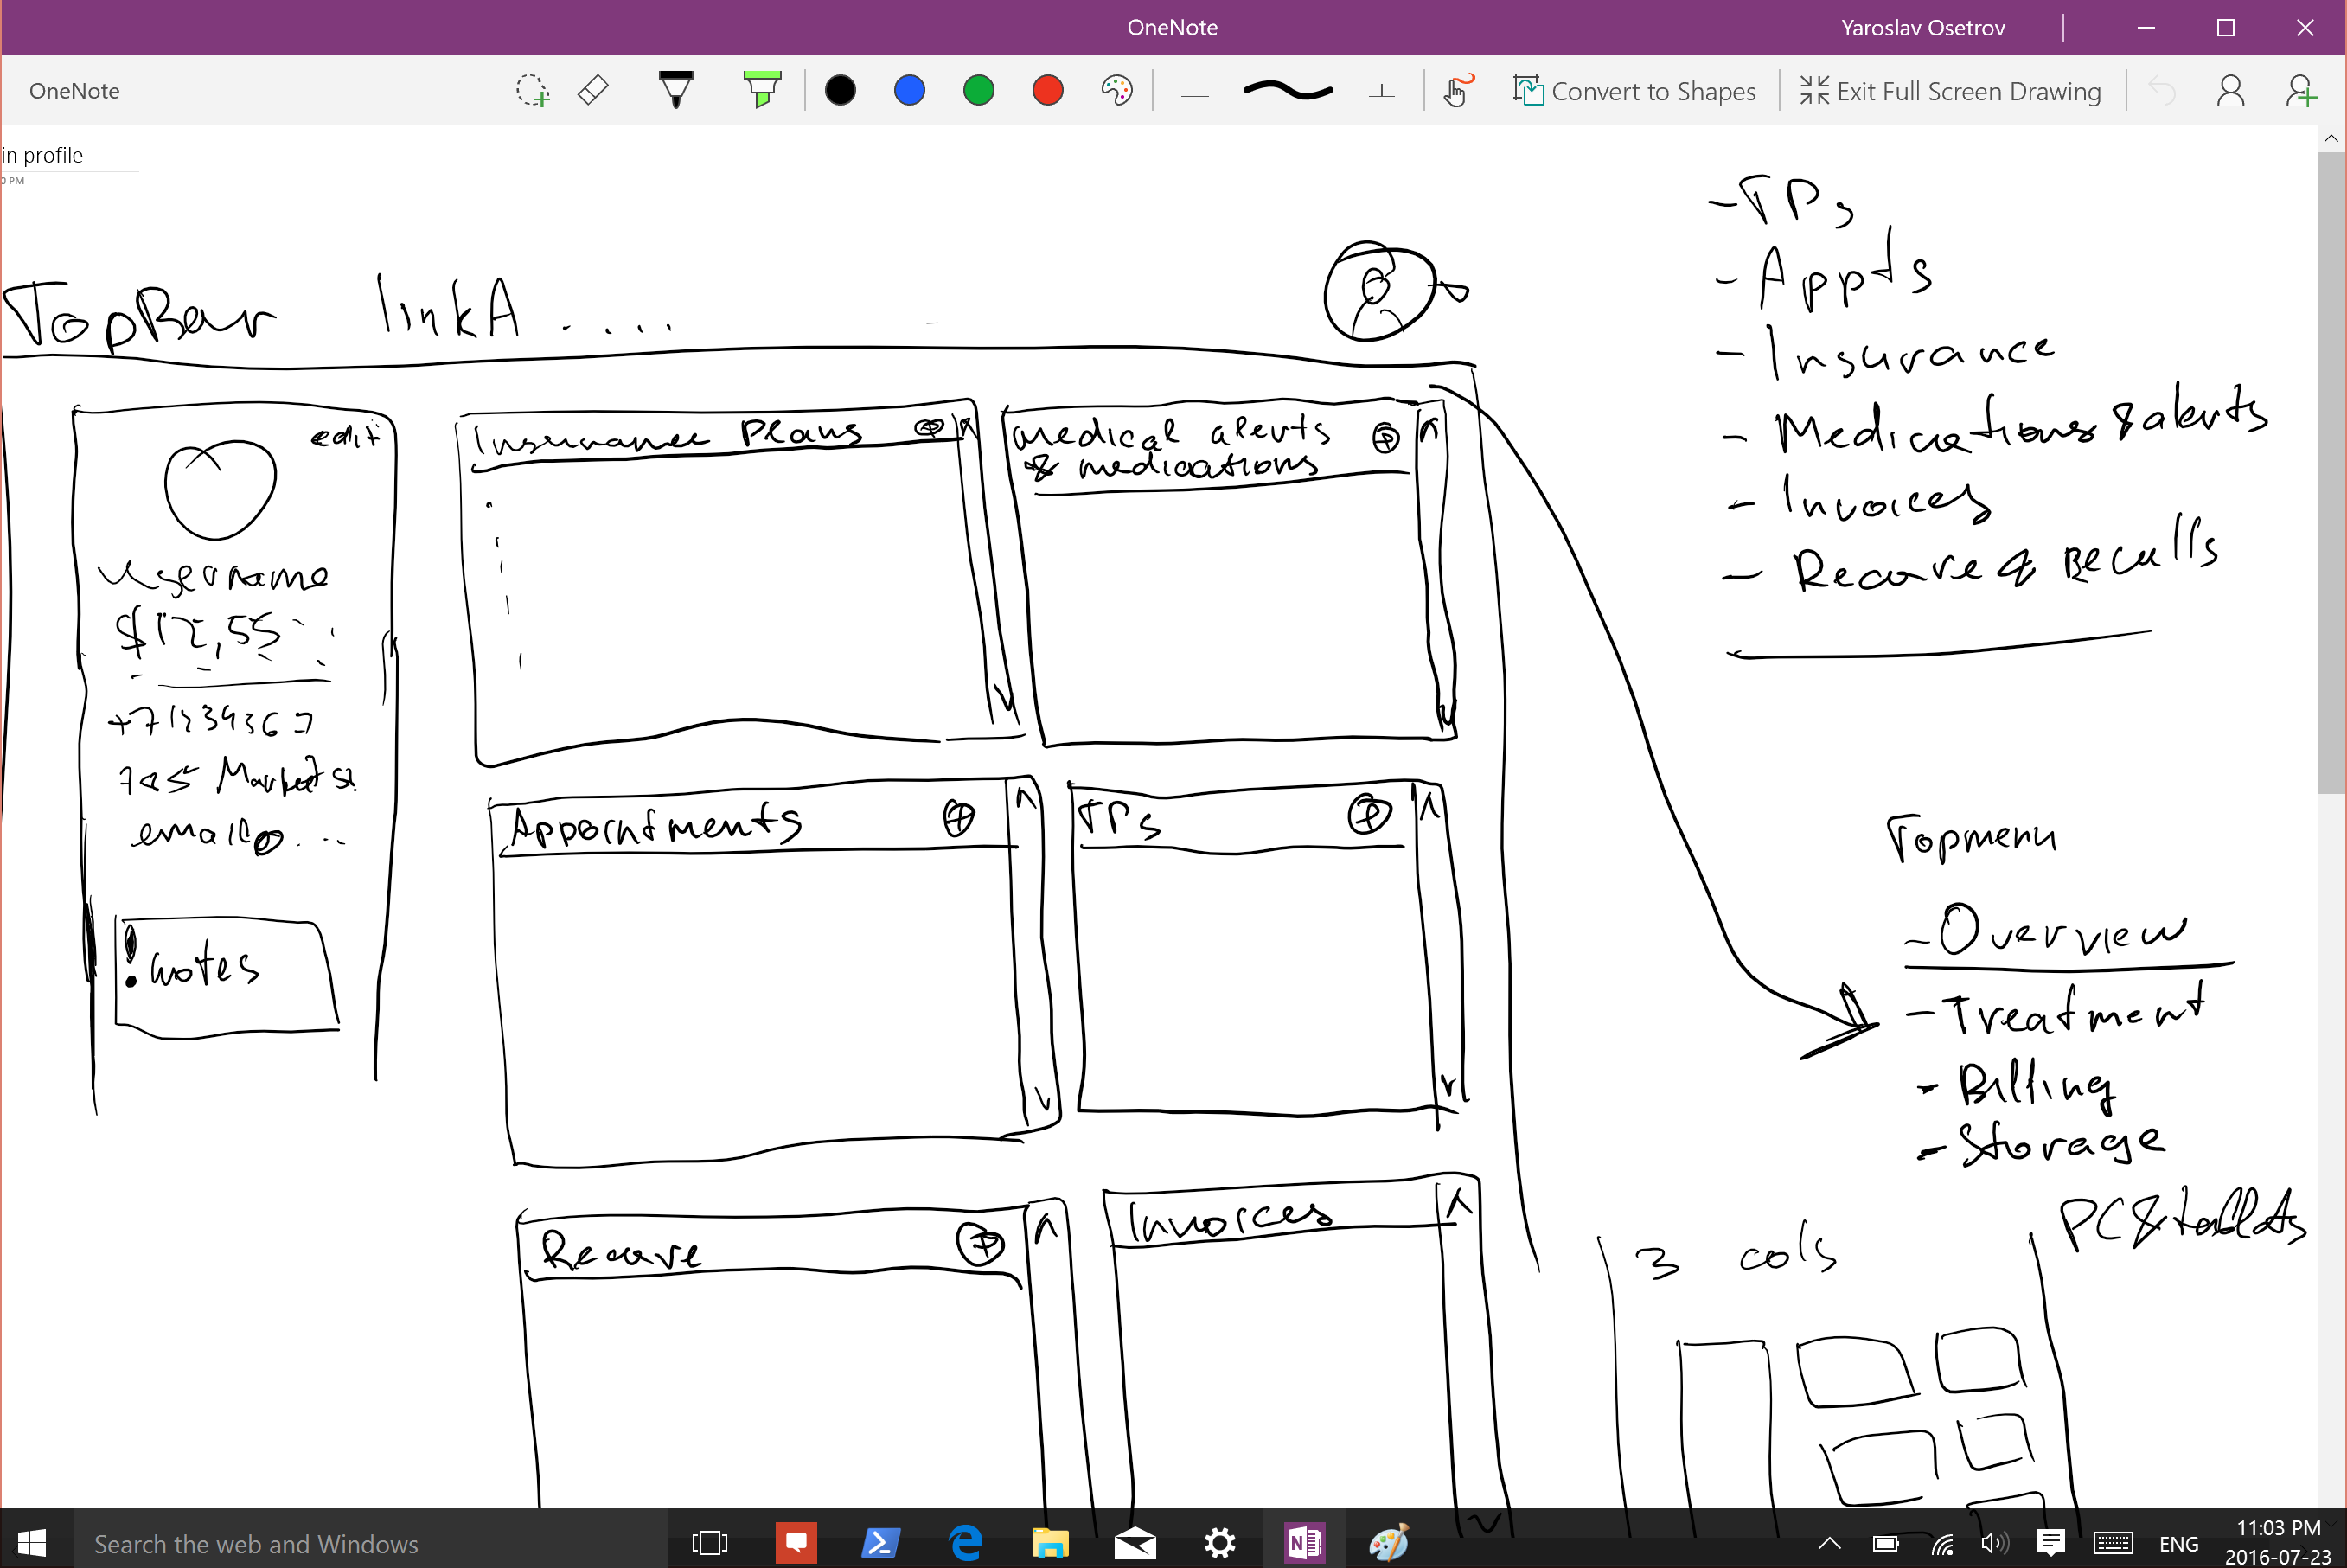 OneNote
Yaroslav Osetrov
OneNote
Convert to Shapes
Exit Full Screen Drawing
in profile
0 PM
TopBar linkA ....
edit
Username
$12,55
+7
Market St.
email@...
! notes
Insurance Plans
medical alerts
& medications
Appointments
TPs
Recare
Invoices
- TPs
- Appts
- Insurance
- Medications & alerts
- Invoices
- Recare & Recalls
Topmenu
- Overview
- Treatment
- Billing
- Storage
3 cols
PC & tablets
Search the web and Windows
ENG
11:03 PM
2016-07-23